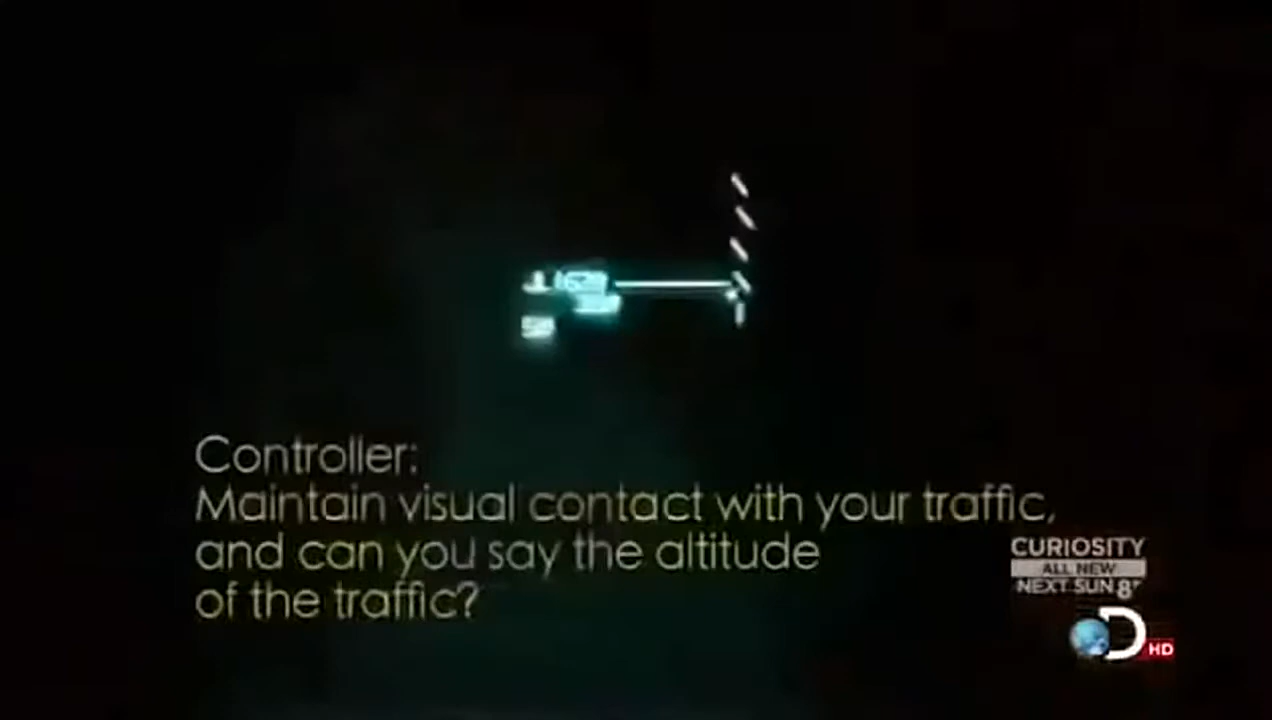 Controller:
Maintain visual contact with your traffic,
and can you say the altitude
of the traffic?
CURIOSITY
ALL NEW
NEXT SUN 8
D
HD